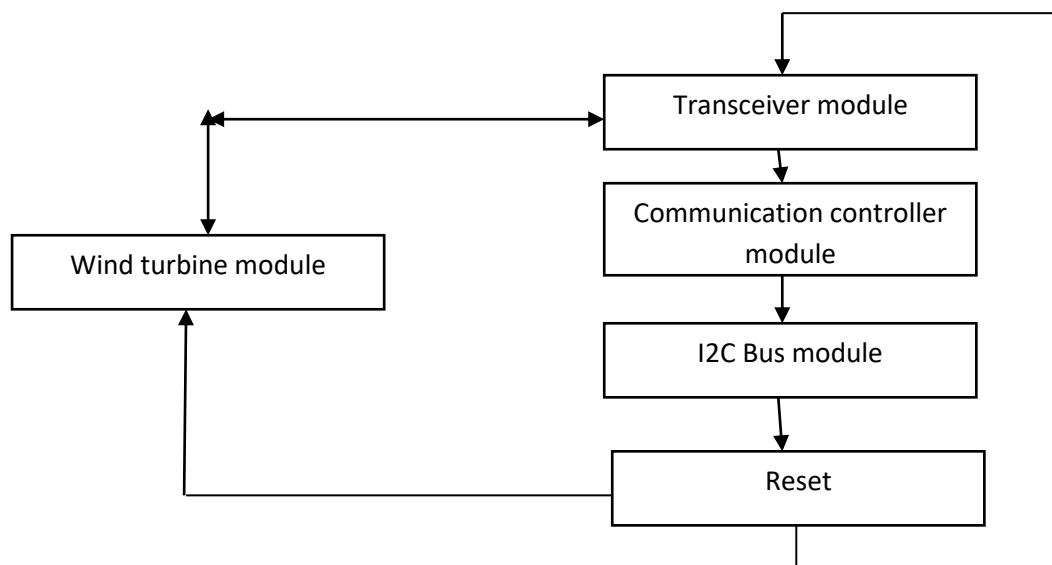 Transceiver module
Communication controller
module
Wind turbine module
I2C Bus module
Reset